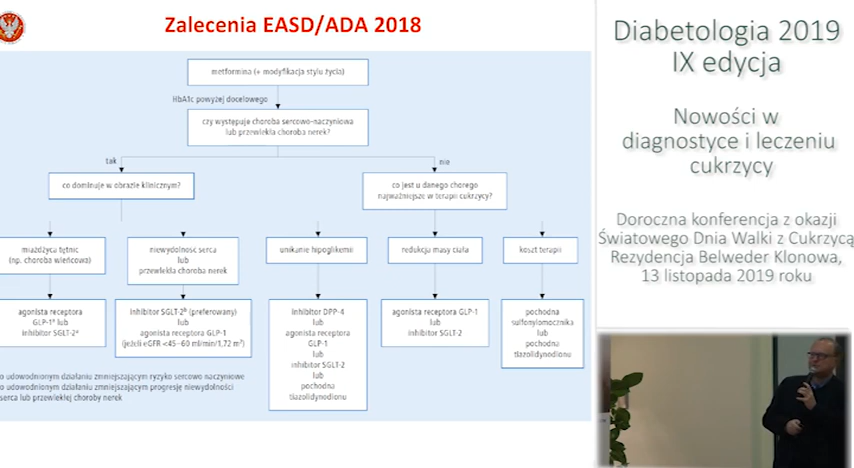 Zalecenia EASD/ADA 2018
metformina (+ modyfikacja stylu życia)
HbA1c powyżej docelowego
czy występuje choroba sercowo-naczyniowa
lub przewlekła choroba nerek?
tak
nie
co dominuje w obrazie klinicznym?
co jest u danego chorego
najważniejsze w terapii cukrzycy?
miażdżyca tętnic
(np. choroba wieńcowa)
niewydolność serca
lub
przewlekła choroba nerek
unikanie hipoglikemii
redukcja masy ciała
koszt terapii
agonista receptora
GLP-1ᵃ lub
inhibitor SGLT-2ᵃ
inhibitor SGLT-2ᵇ (preferowany)
lub
agonista receptora GLP-1
(jeżeli eGFR <45–60 ml/min/1,72 m²)
inhibitor DPP-4
lub
agonista receptora
GLP-1
lub
inhibitor SGLT-2
lub
pochodna
tiazolidynodionu
agonista receptora GLP-1
lub
inhibitor SGLT-2
pochodna
sulfonylomocznika
lub
pochodna
tiazolidynodionu
o udowodnionym działaniu zmniejszającym ryzyko sercowo naczyniowe
o udowodnionym działaniu zmniejszającym progresję niewydolności
serca lub przewlekłej choroby nerek
Diabetologia 2019
IX edycja
Nowości w
diagnostyce i leczeniu
cukrzycy
Doroczna konferencja z okazji
Światowego Dnia Walki z Cukrzycą
Rezydencja Belweder Klonowa,
13 listopada 2019 roku